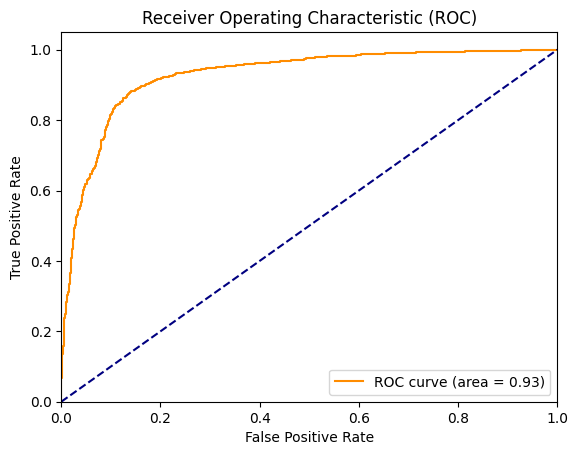 Receiver Operating Characteristic (ROC)
1.0
0.8
0.6
0.4
0.2
0.0
True Positive Rate
ROC curve (area = 0.93)
0.0 0.2 0.4 0.6 0.8 1.0
False Positive Rate